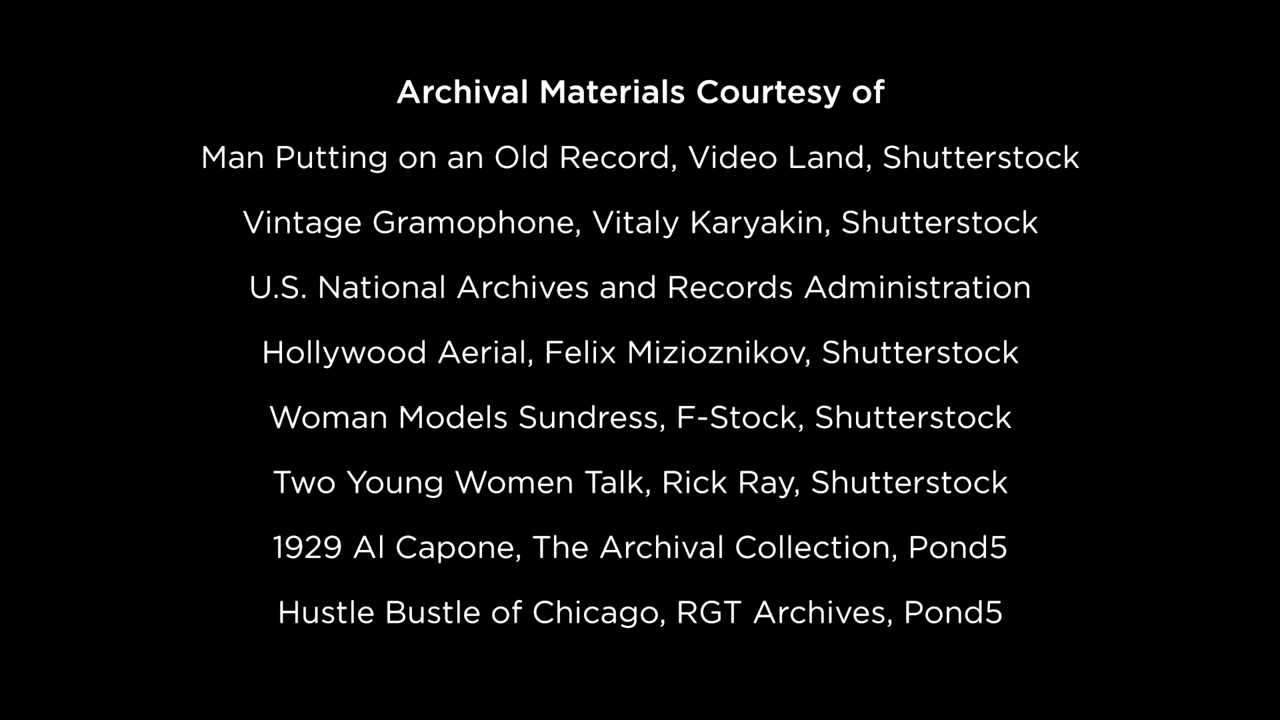 Archival Materials Courtesy of
Man Putting on an Old Record, Video Land, Shutterstock
Vintage Gramophone, Vitaly Karyakin, Shutterstock
U.S. National Archives and Records Administration
Hollywood Aerial, Felix Mizioznikov, Shutterstock
Woman Models Sundress, F-Stock, Shutterstock
Two Young Women Talk, Rick Ray, Shutterstock
1929 Al Capone, The Archival Collection, Pond5
Hustle Bustle of Chicago, RGT Archives, Pond5